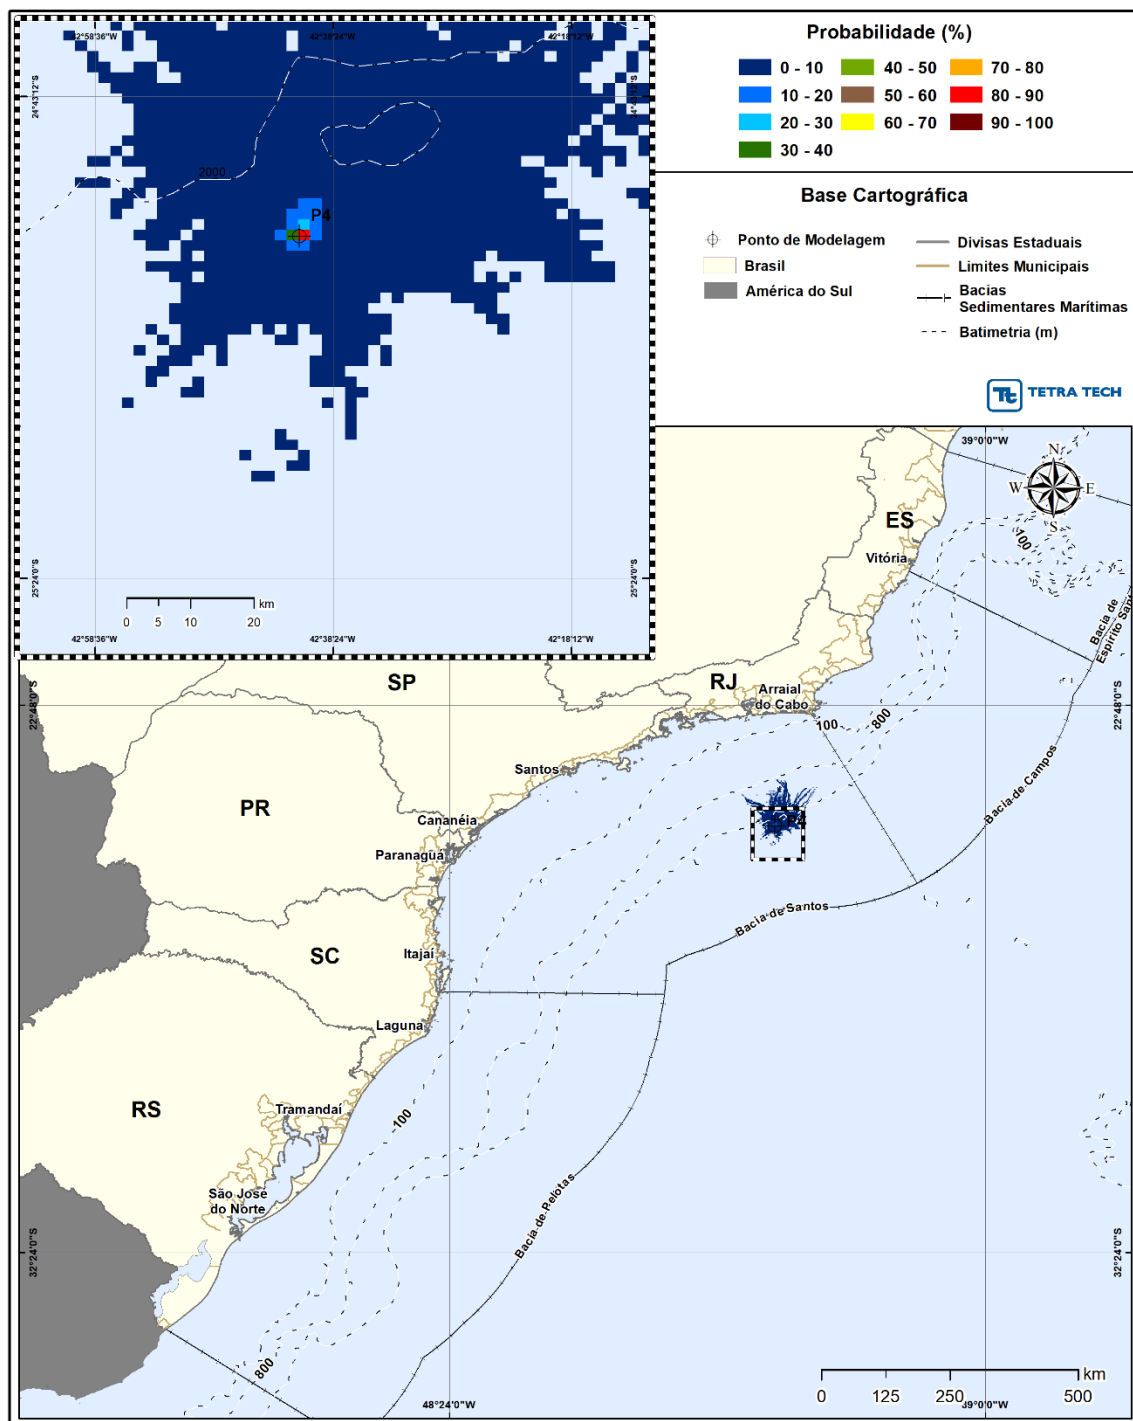 42°58'36"W
42°38'24"W
42°18'12"W
24°43'12"S
24°43'12"S
2000
P4
25°24'0"S
25°24'0"S
km
0 5 10 20
42°58'36"W
42°38'24"W
42°18'12"W
Probabilidade (%)
0 - 10
40 - 50
70 - 80
10 - 20
50 - 60
80 - 90
20 - 30
60 - 70
90 - 100
30 - 40
Base Cartográfica
Ponto de Modelagem
Divisas Estaduais
Brasil
Limites Municipais
América do Sul
Bacias
Sedimentares Marítimas
Batimetria (m)
Tt
TETRA TECH
39°0'0"W
N
W
E
S
ES
100
Vitória
Bacia de
Espírito Sant
SP
RJ
Arraial
do Cabo
22°48'0"S
22°48'0"S
100
800
Santos
Bacia de Campos
PR
Cananéia
P4
Paranaguá
Bacia de Santos
SC
Itajaí
Laguna
RS
Tramandaí
100
São José
do Norte
Bacia de Pelotas
32°24'0"S
32°24'0"S
800
km
0 125 250 500
48°24'0"W
39°0'0"W